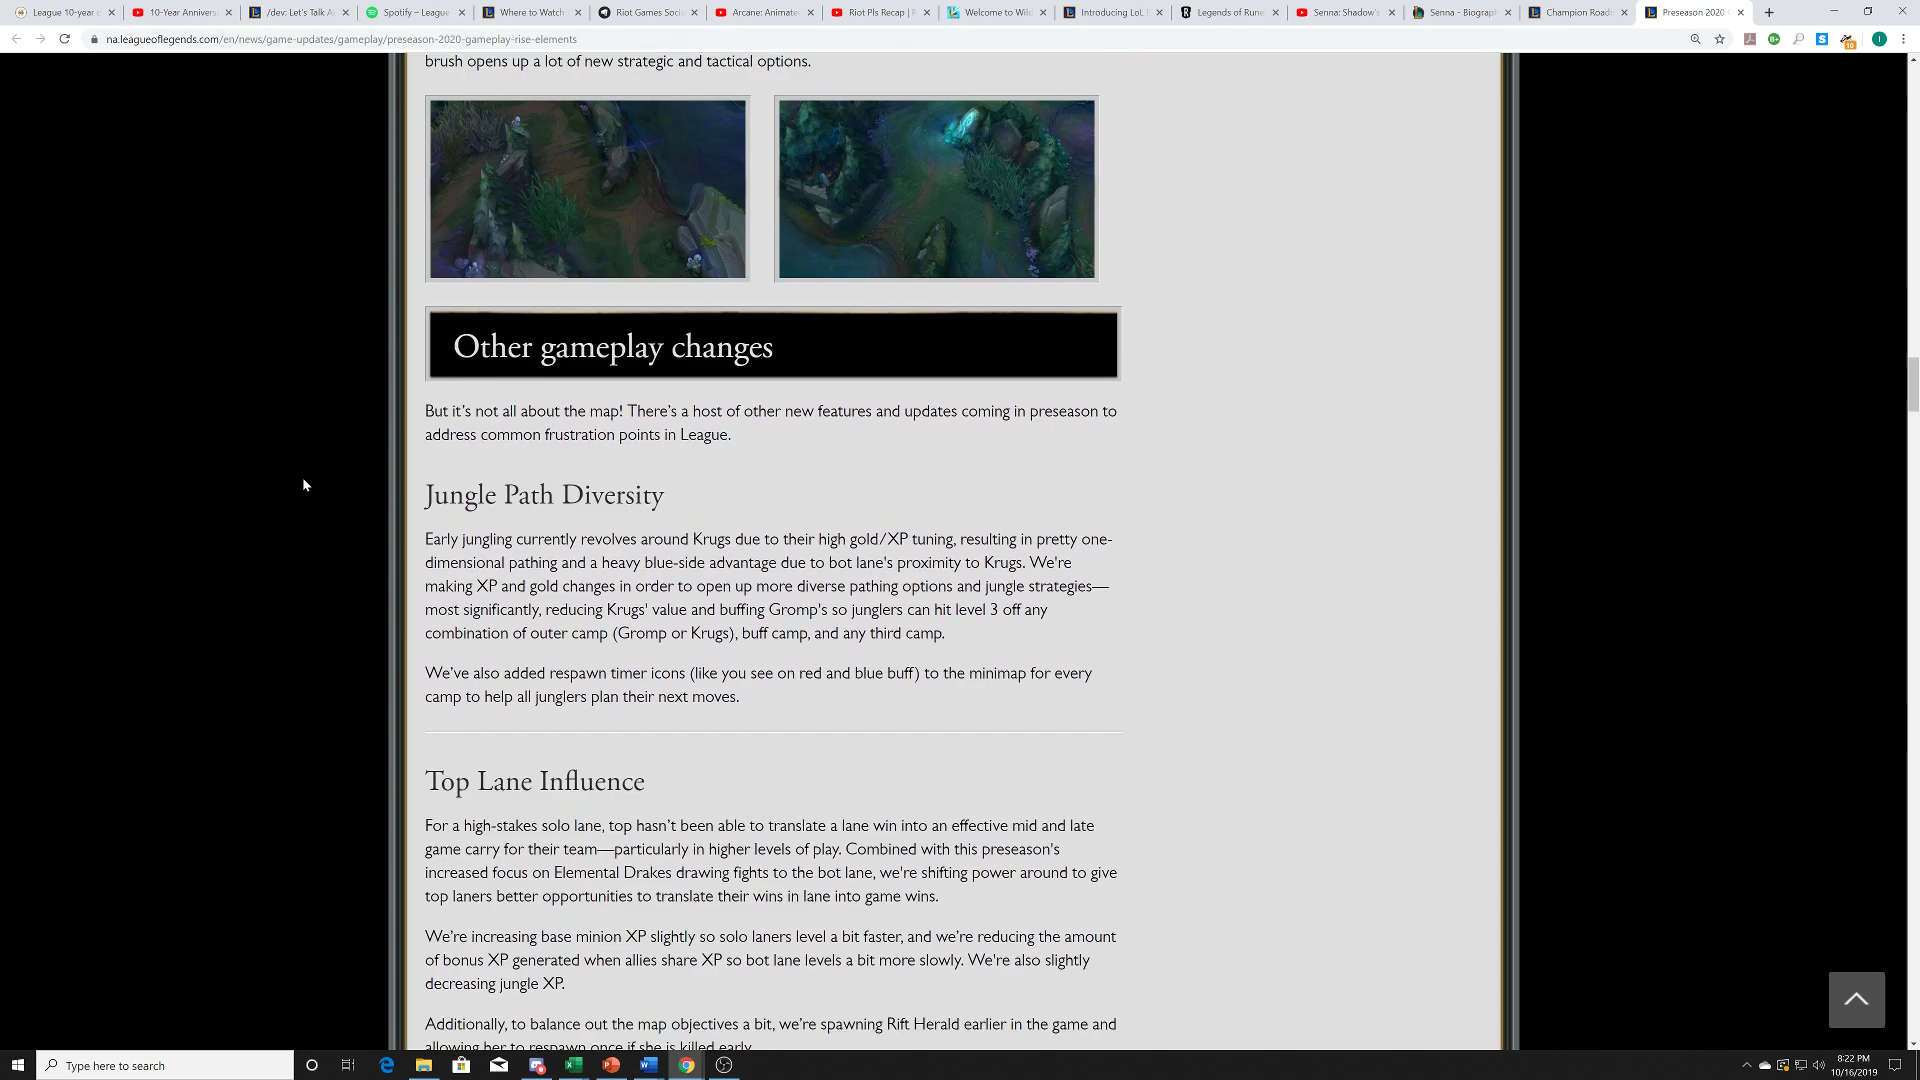 League 10-year
10-Year Annivers
/dev: Let's Talk A
Spotify – League
Where to Watch
Riot Games Soci
Arcane: Animate
Riot Pls Recap | R
Welcome to Wil
Introducing LoL
Legends of Rune
Senna: Shadow's
Senna - Biograp
Champion Road
Preseason 2020
na.leagueoflegends.com/en/news/game-updates/gameplay/preseason-2020-gameplay-rise-elements
brush opens up a lot of new strategic and tactical options.
Other gameplay changes
But it's not all about the map! There's a host of other new features and updates coming in preseason to
address common frustration points in League.
Jungle Path Diversity
Early jungling currently revolves around Krugs due to their high gold/XP tuning, resulting in pretty one-
dimensional pathing and a heavy blue-side advantage due to bot lane's proximity to Krugs. We're
making XP and gold changes in order to open up more diverse pathing options and jungle strategies—
most significantly, reducing Krugs' value and buffing Gromp's so junglers can hit level 3 off any
combination of outer camp (Gromp or Krugs), buff camp, and any third camp.
We've also added respawn timer icons (like you see on red and blue buff) to the minimap for every
camp to help all junglers plan their next moves.
Top Lane Influence
For a high-stakes solo lane, top hasn't been able to translate a lane win into an effective mid and late
game carry for their team—particularly in higher levels of play. Combined with this preseason's
increased focus on Elemental Drakes drawing fights to the bot lane, we're shifting power around to give
top laners better opportunities to translate their wins in lane into game wins.
We're increasing base minion XP slightly so solo laners level a bit faster, and we're reducing the amount
of bonus XP generated when allies share XP so bot lane levels a bit more slowly. We're also slightly
decreasing jungle XP.
Additionally, to balance out the map objectives a bit, we're spawning Rift Herald earlier in the game and
allowing her to respawn once if she is killed early.
Type here to search
8:22 PM
10/16/2019